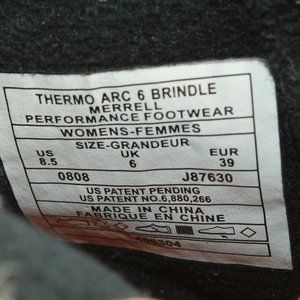 THERMO ARC 6 BRINDLE
MERRELL
PERFORMANCE FOOTWEAR
WOMENS-FEMMES
SIZE-GRANDEUR
US UK EUR
8.5 6 39
0808 J87630
US PATENT PENDING
US PATENT NO.6,880,266
MADE IN CHINA
FABRIQUE EN CHINE